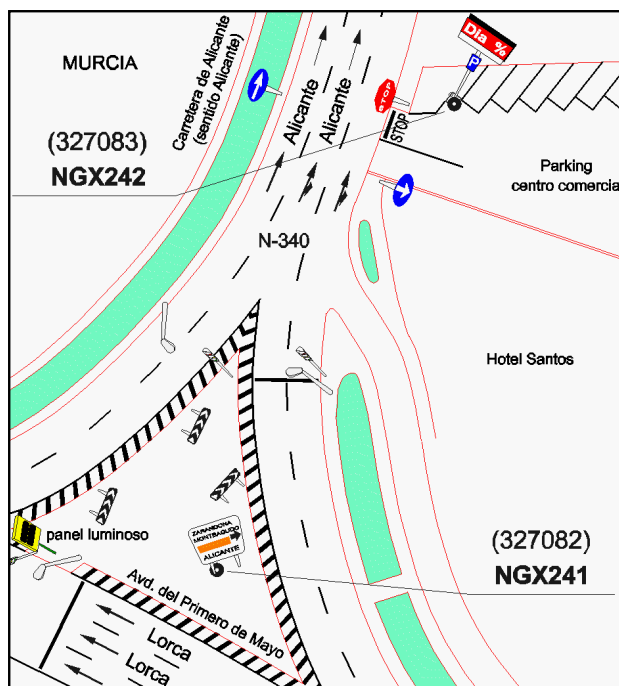 MURCIA
Carretera de Alicante
(sentido Alicante)
Dia %
P
STOP
STOP
Alicante
Alicante
(327083)
NGX242
Parking
centro comercia
N-340
Hotel Santos
panel luminoso
ZARANDONA
MONTEAGUDO
ALICANTE
(327082)
NGX241
Avd. del Primero de Mayo
Lorca
Lorca